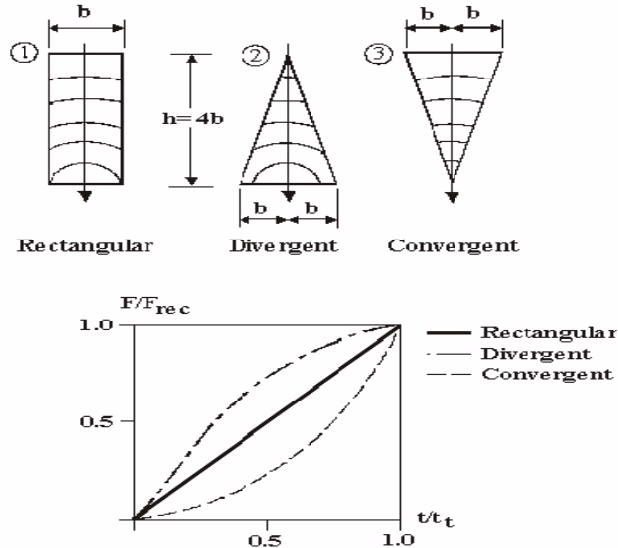 b b b
① ② ③
h=4b
b b
Rectangular Divergent Convergent
F/Frec
1.0
Rectangular
Divergent
Convergent
0.5
t/tt
0.5 1.0